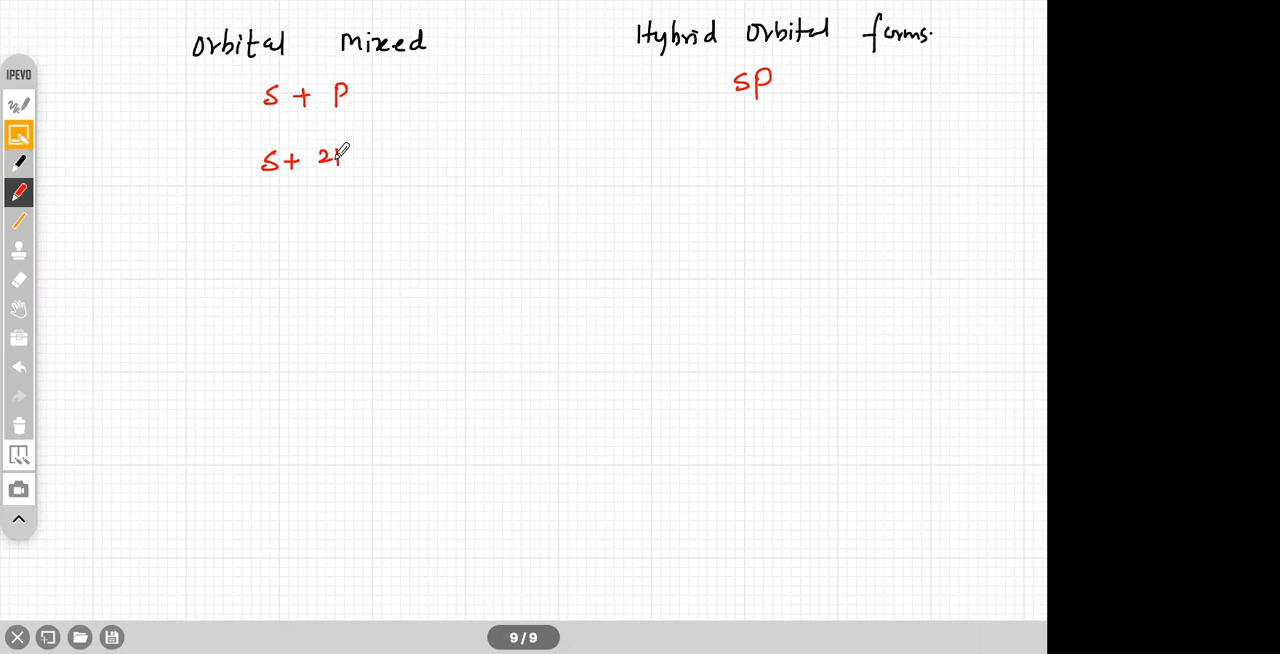 orbital mixed
Hybrid orbital forms.
s + p
sp
s + 2
IPEVO
9 / 9